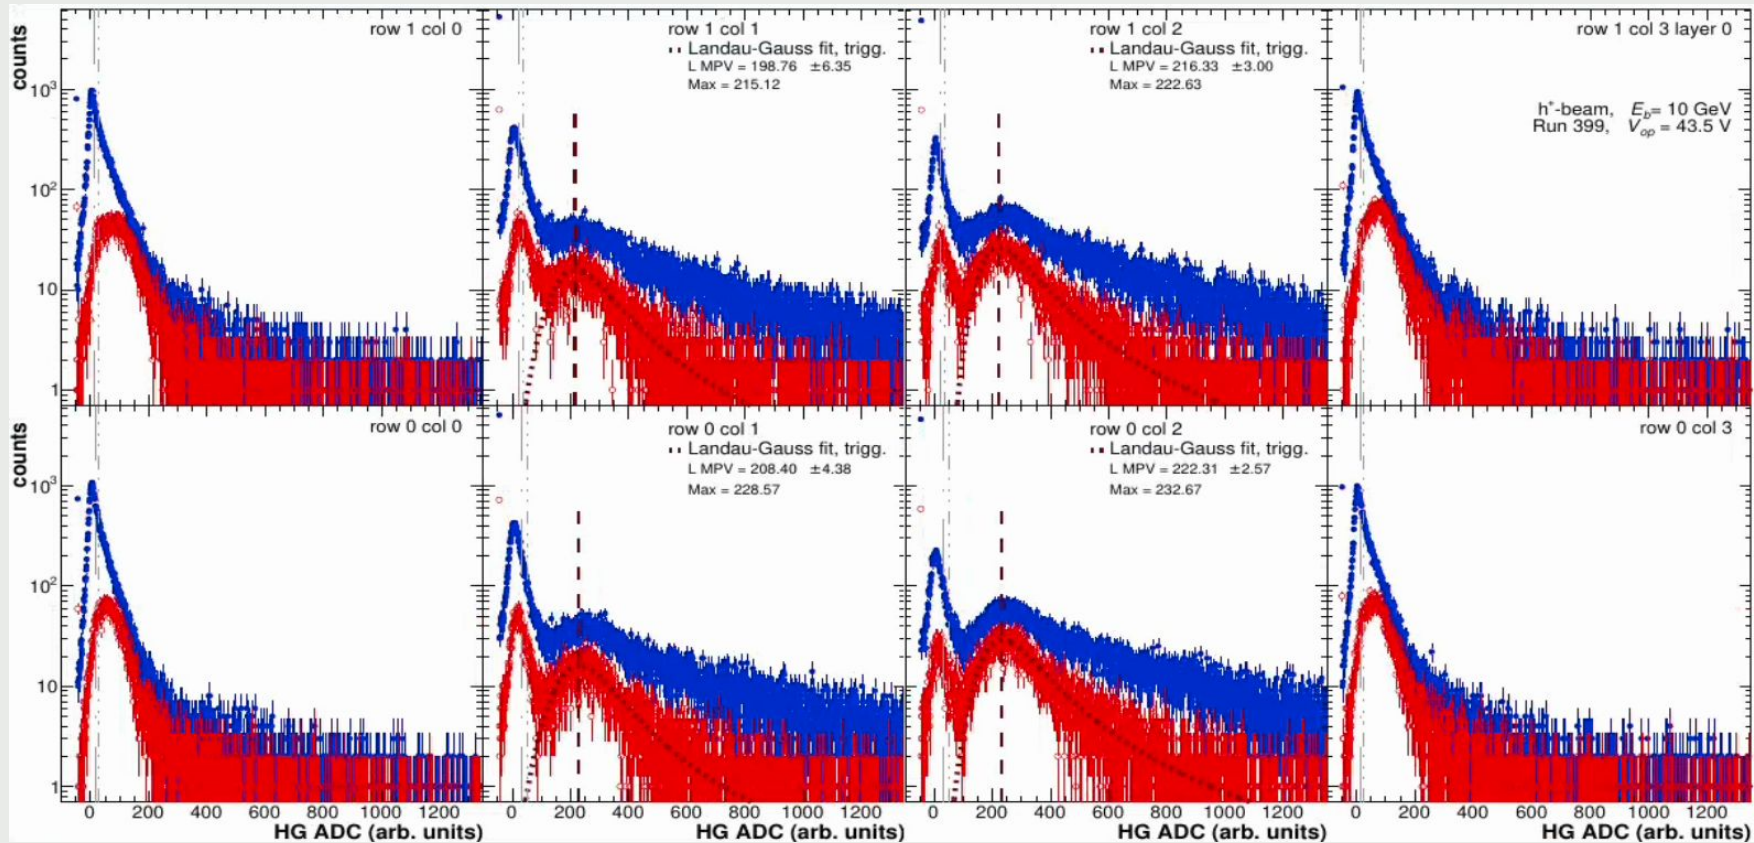 counts
row 1 col 0
row 1 col 1
Landau-Gauss fit, trigg.
L MPV = 198.76 ±6.35
Max = 215.12
row 1 col 2
Landau-Gauss fit, trigg.
L MPV = 216.33 ±3.00
Max = 222.63
row 1 col 3 layer 0
h⁺-beam, E_b= 10 GeV
Run 399, V_op = 43.5 V
10³
10²
10
1
counts
row 0 col 0
row 0 col 1
Landau-Gauss fit, trigg.
L MPV = 208.40 ±4.38
Max = 228.57
row 0 col 2
Landau-Gauss fit, trigg.
L MPV = 222.31 ±2.57
Max = 232.67
row 0 col 3
10³
10²
10
1
0 200 400 600 800 1000 1200
0 200 400 600 800 1000 1200
0 200 400 600 800 1000 1200
0 200 400 600 800 1000 1200
HG ADC (arb. units)
HG ADC (arb. units)
HG ADC (arb. units)
HG ADC (arb. units)